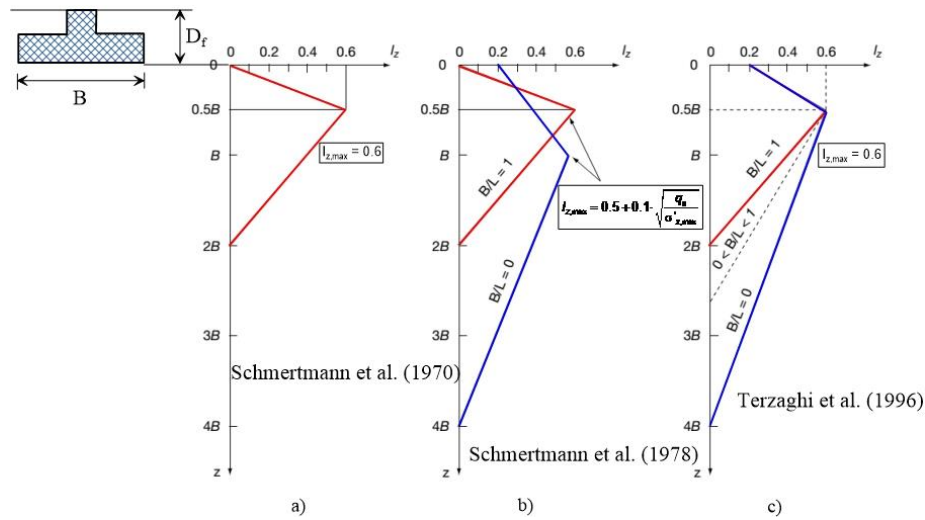 D_f
B
0 0.2 0.4 0.6 I_z
0
0.5B
B
2B
3B
4B
z
I_z,max = 0.6
Schmertmann et al. (1970)
a)
0 0.2 0.4 0.6 I_z
0
0.5B
B
2B
3B
4B
z
B/L = 1
B/L = 0
I_z,max = 0.5+0.1·√(q_n/σ'_z,max)
Schmertmann et al. (1978)
b)
0 0.2 0.4 0.6 I_z
0
0.5B
B
2B
3B
4B
z
I_z,max = 0.6
B/L = 1
0 < B/L < 1
B/L = 0
Terzaghi et al. (1996)
c)